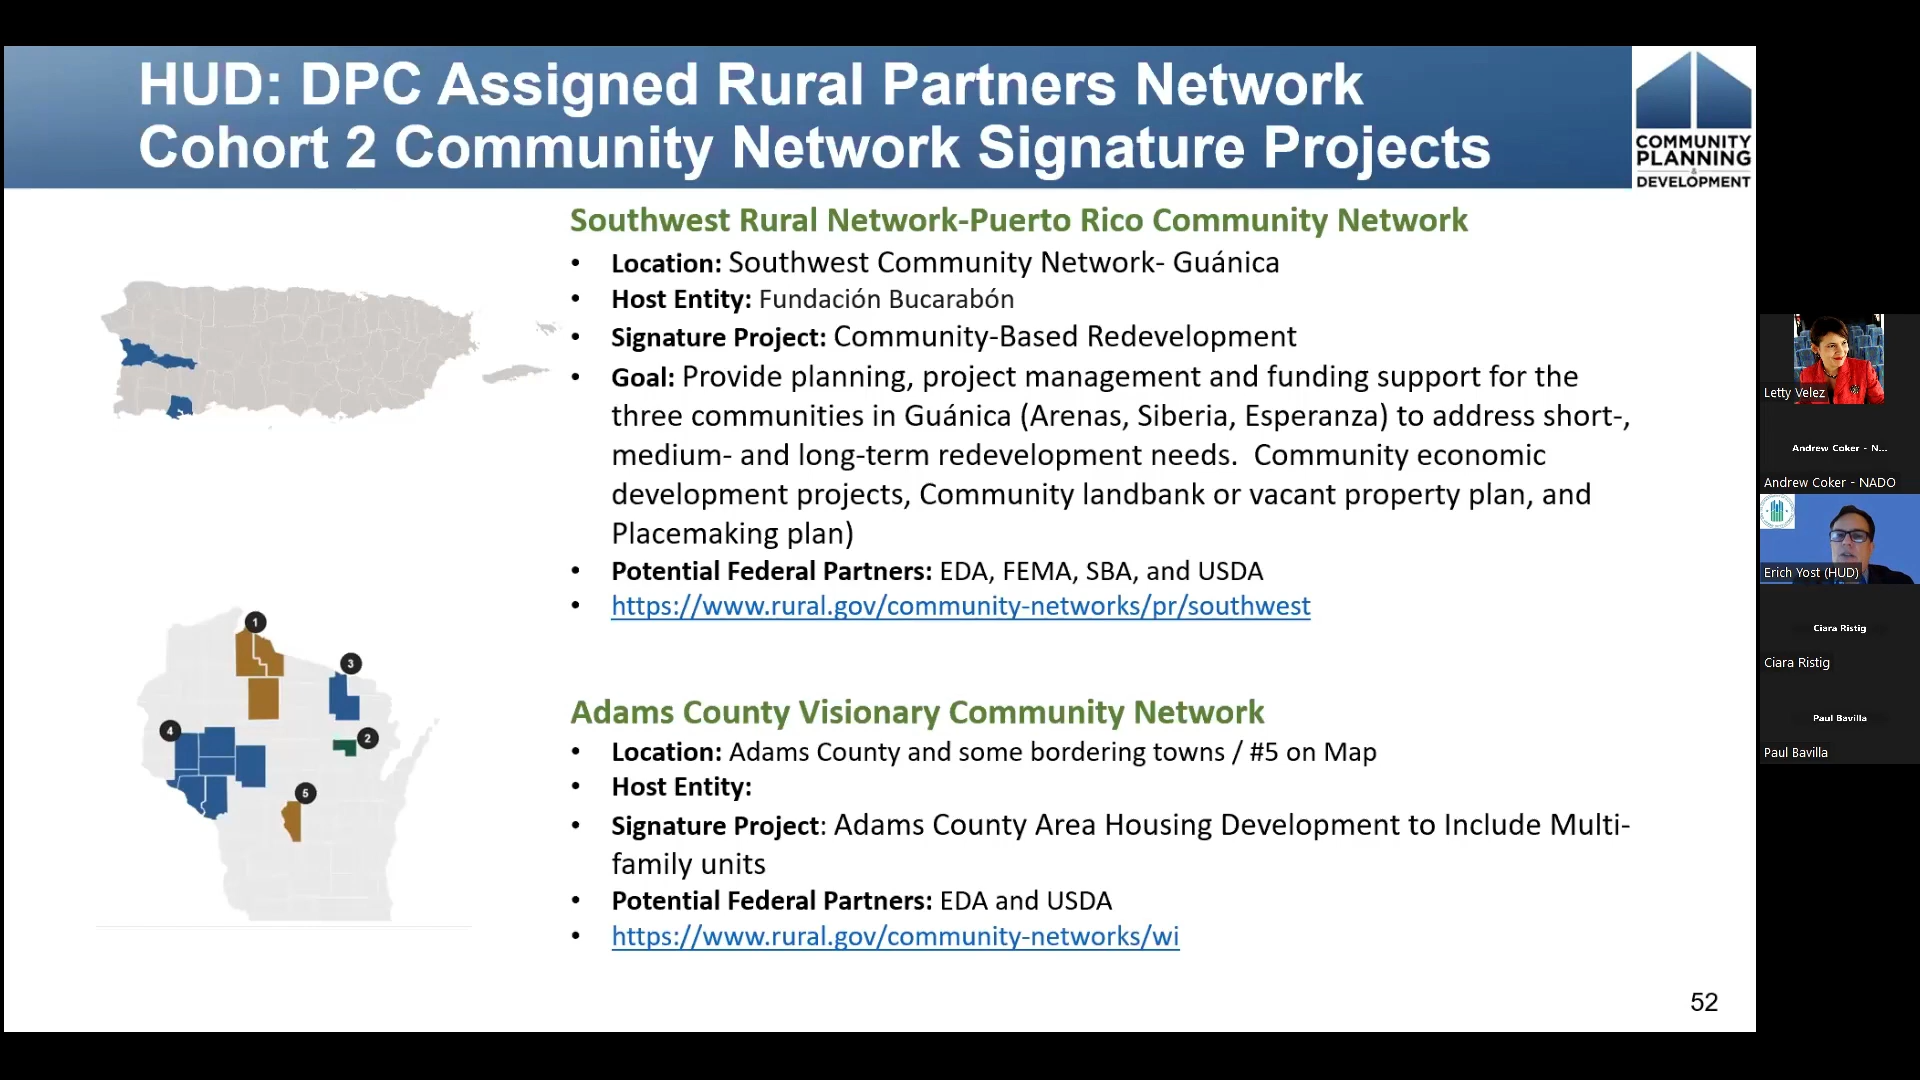 HUD: DPC Assigned Rural Partners Network
Cohort 2 Community Network Signature Projects
COMMUNITY
PLANNING
&
DEVELOPMENT
Southwest Rural Network-Puerto Rico Community Network
• Location: Southwest Community Network- Guánica
• Host Entity: Fundación Bucarabón
• Signature Project: Community-Based Redevelopment
• Goal: Provide planning, project management and funding support for the
three communities in Guánica (Arenas, Siberia, Esperanza) to address short-,
medium- and long-term redevelopment needs.  Community economic
development projects, Community landbank or vacant property plan, and
Placemaking plan)
• Potential Federal Partners: EDA, FEMA, SBA, and USDA
• https://www.rural.gov/community-networks/pr/southwest
1
3
4
2
5
Adams County Visionary Community Network
• Location: Adams County and some bordering towns / #5 on Map
• Host Entity:
• Signature Project: Adams County Area Housing Development to Include Multi-
family units
• Potential Federal Partners: EDA and USDA
• https://www.rural.gov/community-networks/wi
52
Letty Velez
Andrew Coker - N...
Andrew Coker - NADO
Erich Yost (HUD)
Ciara Ristig
Ciara Ristig
Paul Bavilla
Paul Bavilla